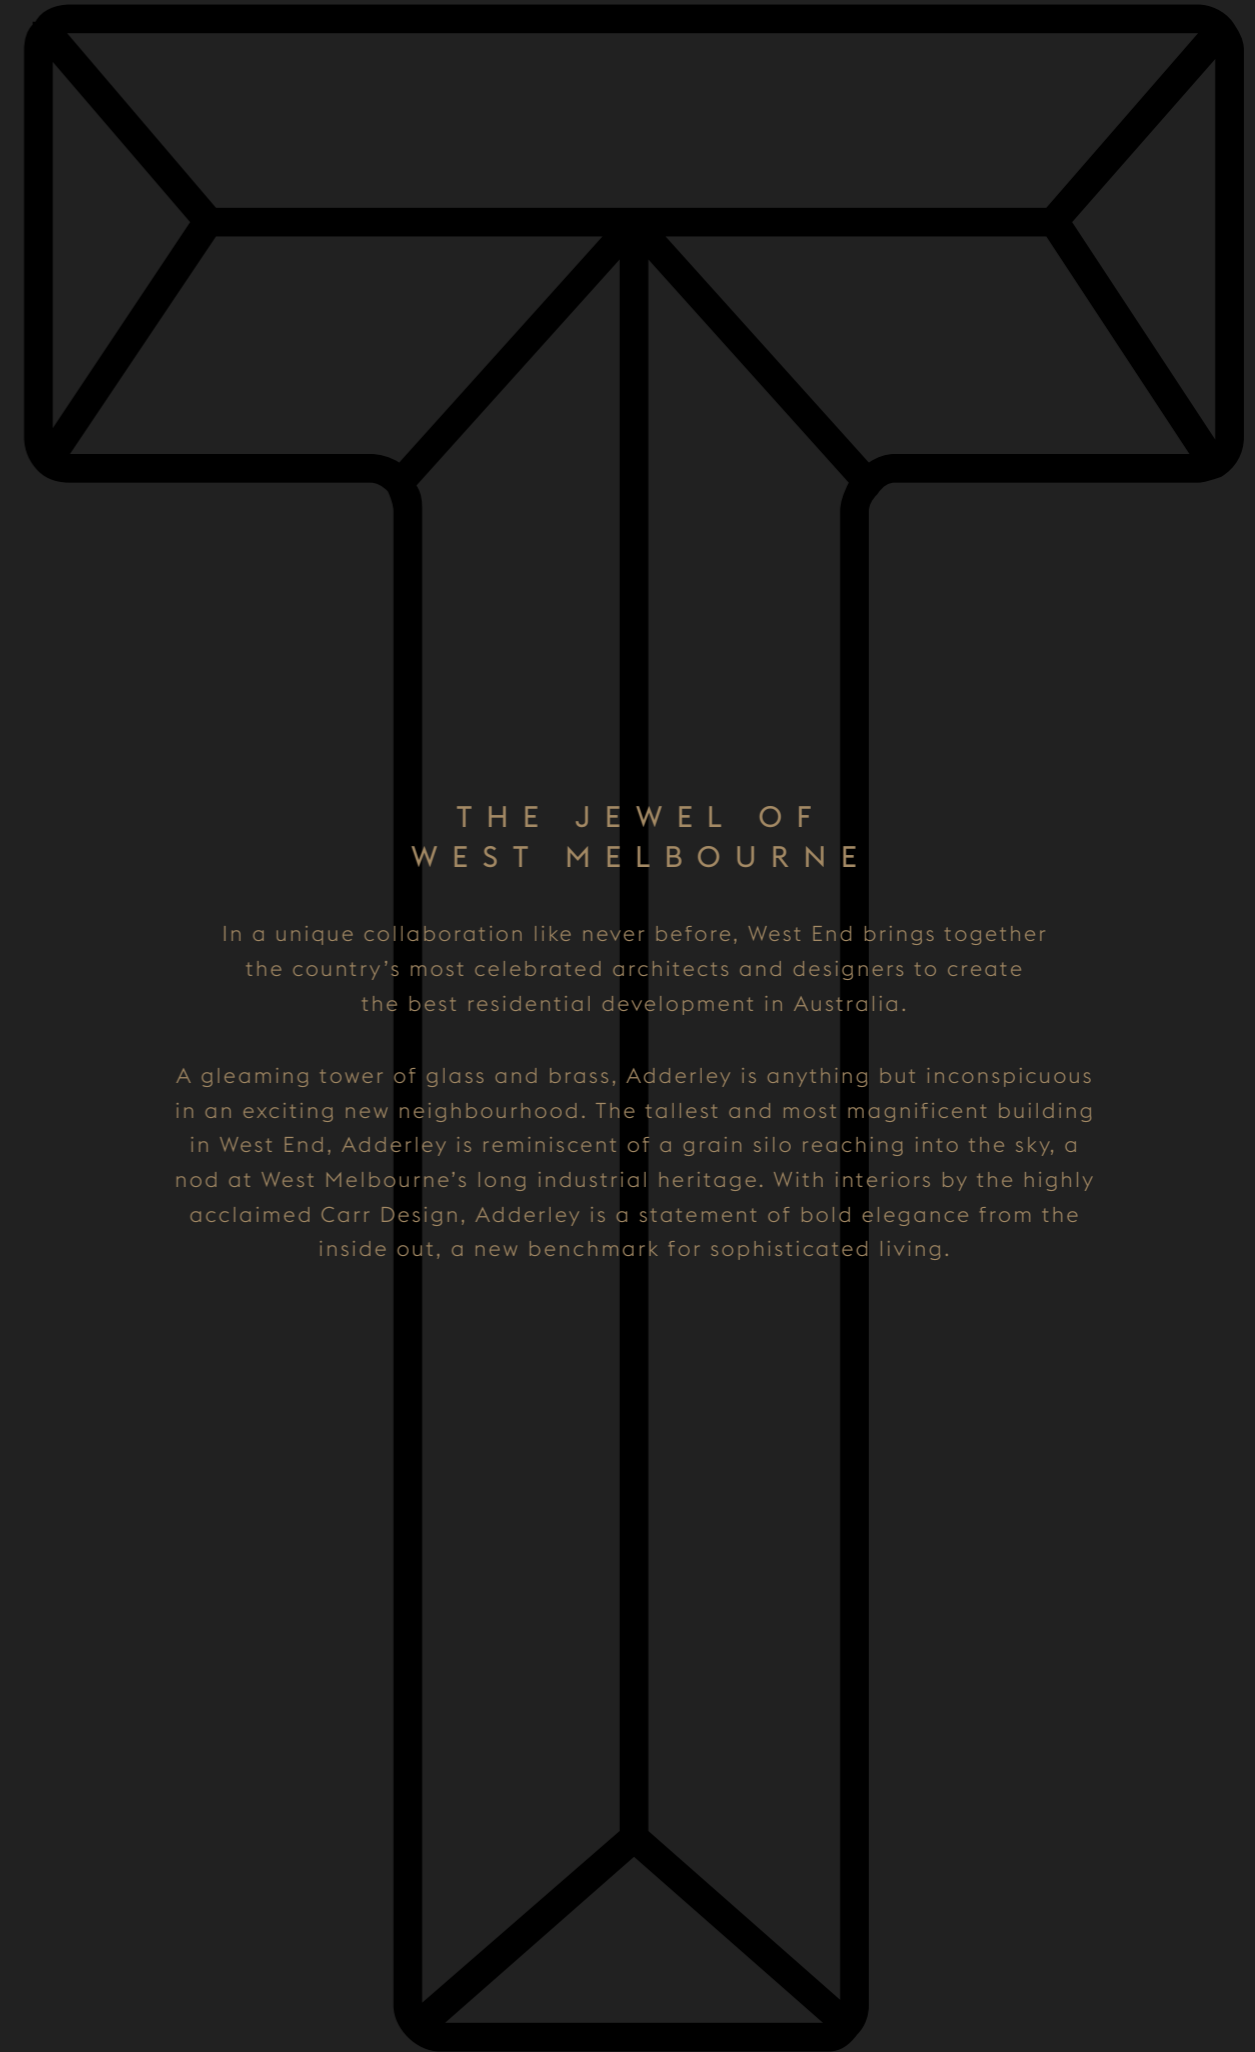 THE JEWEL OF
WEST MELBOURNE
In a unique collaboration like never before, West End brings together
the country’s most celebrated architects and designers to create
the best residential development in Australia.
A gleaming tower of glass and brass, Adderley is anything but inconspicuous
in an exciting new neighbourhood. The tallest and most magnificent building
in West End, Adderley is reminiscent of a grain silo reaching into the sky, a
nod at West Melbourne’s long industrial heritage. With interiors by the highly
acclaimed Carr Design, Adderley is a statement of bold elegance from the
inside out, a new benchmark for sophisticated living.